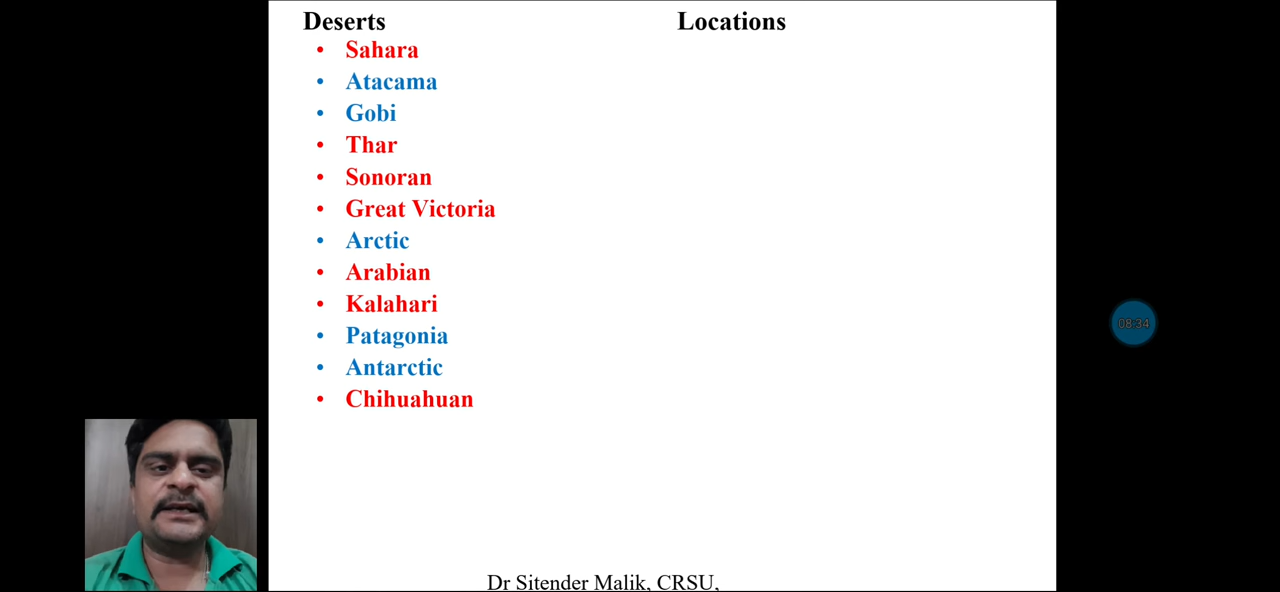 Deserts Locations
• Sahara
• Atacama
• Gobi
• Thar
• Sonoran
• Great Victoria
• Arctic
• Arabian
• Kalahari
• Patagonia
• Antarctic
• Chihuahuan
08:34
Dr Sitender Malik, CRSU,